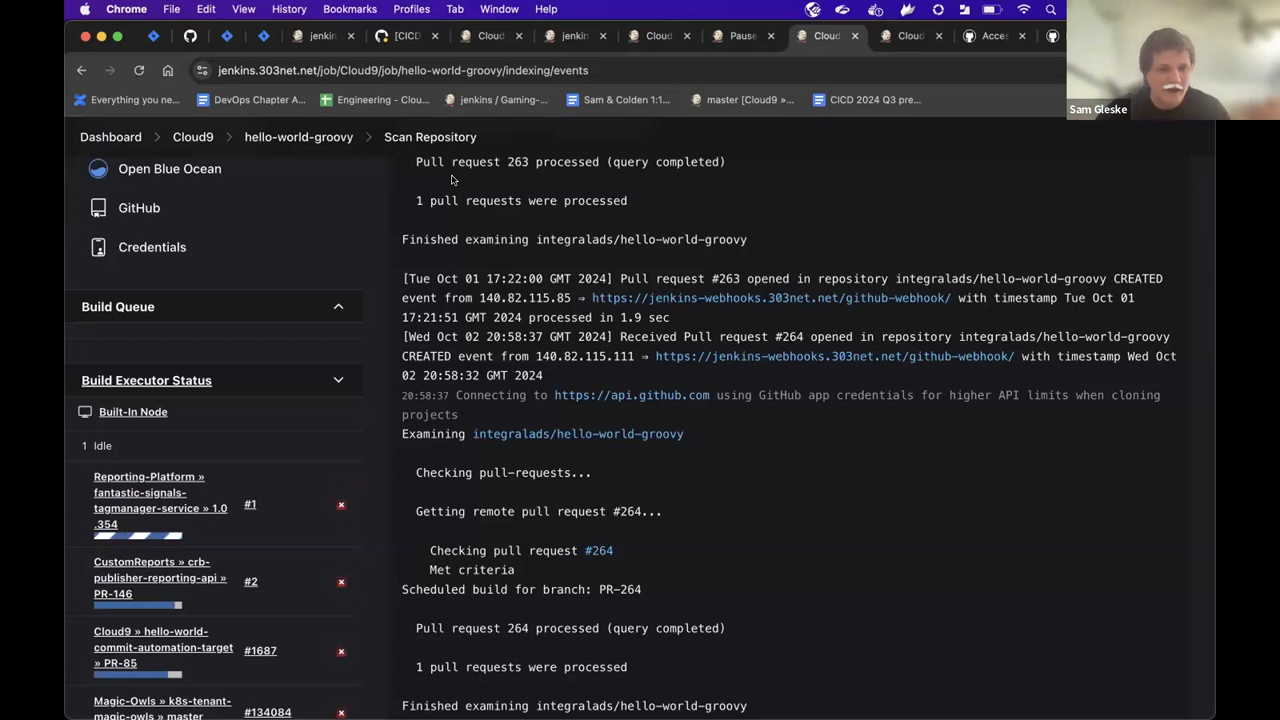 Chrome File Edit View History Bookmarks Profiles Tab Window Help
jenkin [CICD Cloud jenkin Cloud Pause Cloud Cloud Acces
jenkins.303net.net/job/Cloud9/job/hello-world-groovy/indexing/events
Everything you ne... DevOps Chapter A... Engineering - Clou... jenkins / Gaming-... Sam & Colden 1:1... master [Cloud9 »... CICD 2024 Q3 pre...
Sam Gleske
Dashboard > Cloud9 > hello-world-groovy > Scan Repository
Open Blue Ocean
GitHub
Credentials
Build Queue
Build Executor Status
Built-In Node
1 Idle
Reporting-Platform »
fantastic-signals-
tagmanager-service » 1.0
.354
#1
CustomReports » crb-
publisher-reporting-api »
PR-146
#2
Cloud9 » hello-world-
commit-automation-target
» PR-85
#1687
Magic-Owls » k8s-tenant-
magic-owls » master
#134084
Pull request 263 processed (query completed)
1 pull requests were processed
Finished examining integralads/hello-world-groovy
[Tue Oct 01 17:22:00 GMT 2024] Pull request #263 opened in repository integralads/hello-world-groovy CREATED
event from 140.82.115.85 ⇒ https://jenkins-webhooks.303net.net/github-webhook/ with timestamp Tue Oct 01
17:21:51 GMT 2024 processed in 1.9 sec
[Wed Oct 02 20:58:37 GMT 2024] Received Pull request #264 opened in repository integralads/hello-world-groovy
CREATED event from 140.82.115.111 ⇒ https://jenkins-webhooks.303net.net/github-webhook/ with timestamp Wed Oct
02 20:58:32 GMT 2024
20:58:37 Connecting to https://api.github.com using GitHub app credentials for higher API limits when cloning
projects
Examining integralads/hello-world-groovy
Checking pull-requests...
Getting remote pull request #264...
Checking pull request #264
Met criteria
Scheduled build for branch: PR-264
Pull request 264 processed (query completed)
1 pull requests were processed
Finished examining integralads/hello-world-groovy